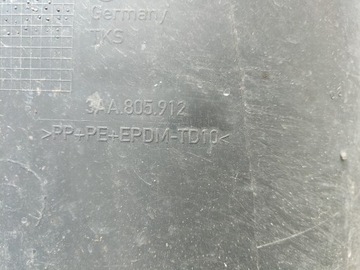 Germany
TKS
3AA.805.912
>PP+PE+EPDM-TD10<